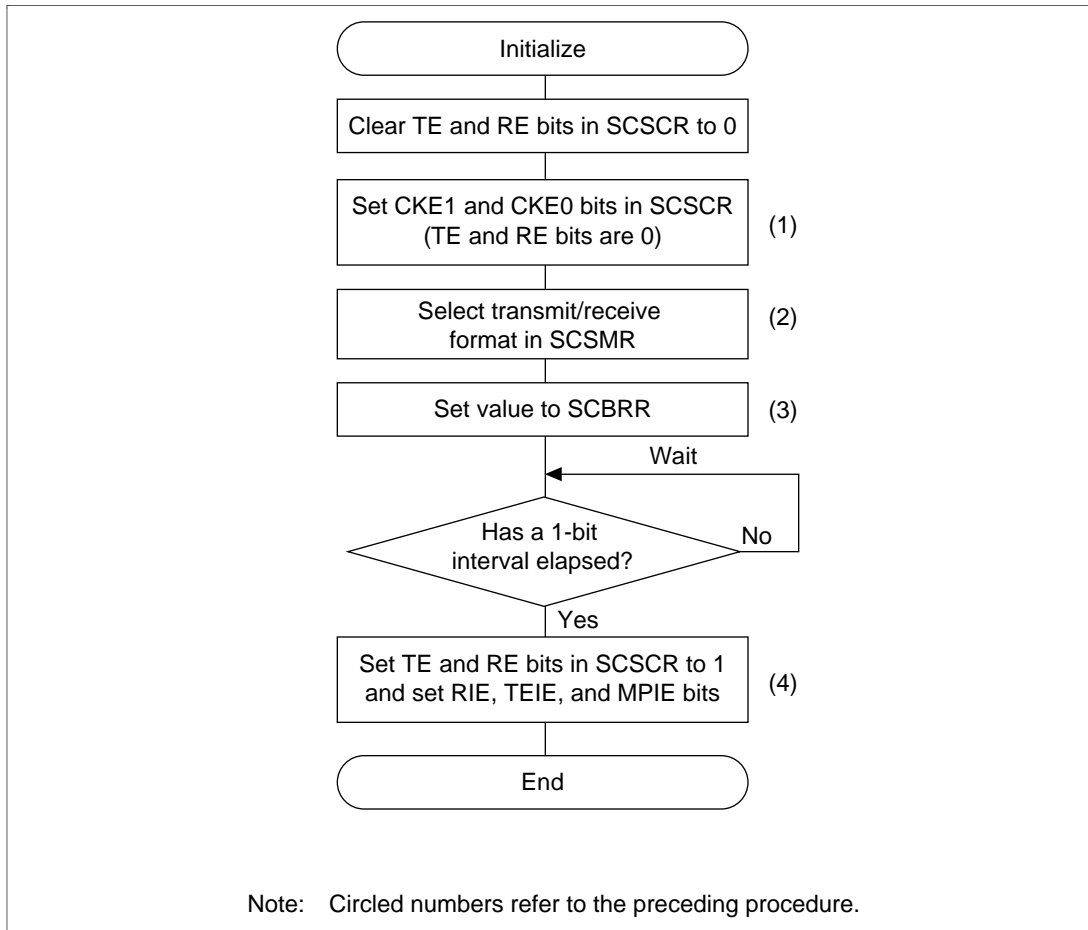 Initialize
Clear TE and RE bits in SCSCR to 0
Set CKE1 and CKE0 bits in SCSCR
(TE and RE bits are 0)
(1)
Select transmit/receive
format in SCSMR
(2)
Set value to SCBRR
(3)
Wait
Has a 1-bit
interval elapsed?
No
Yes
Set TE and RE bits in SCSCR to 1
and set RIE, TEIE, and MPIE bits
(4)
End
Note: Circled numbers refer to the preceding procedure.